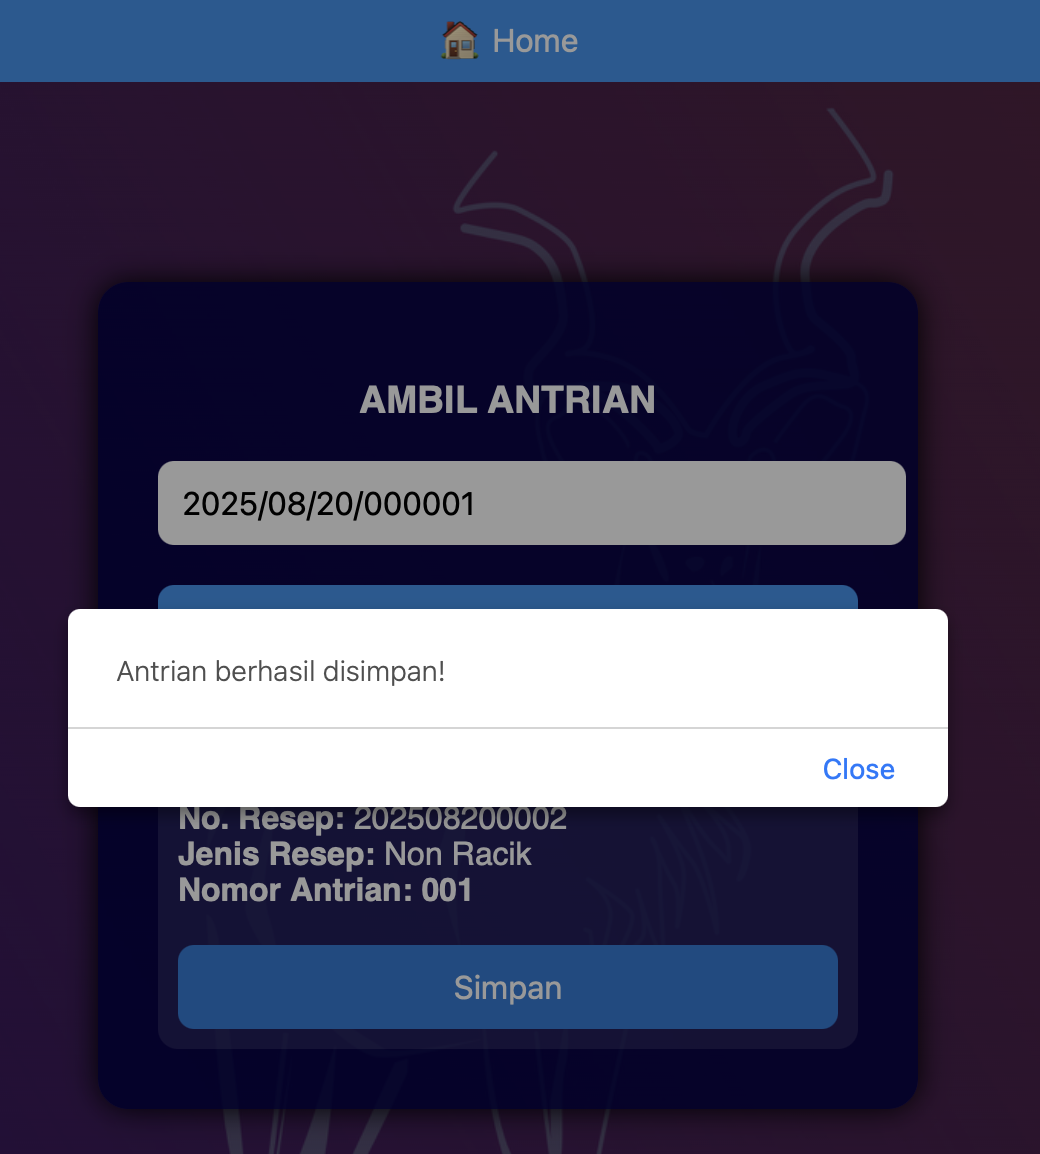 Home
AMBIL ANTRIAN
2025/08/20/000001
Antrian berhasil disimpan!
Close
No. Resep: 202508200002
Jenis Resep: Non Racik
Nomor Antrian: 001
Simpan